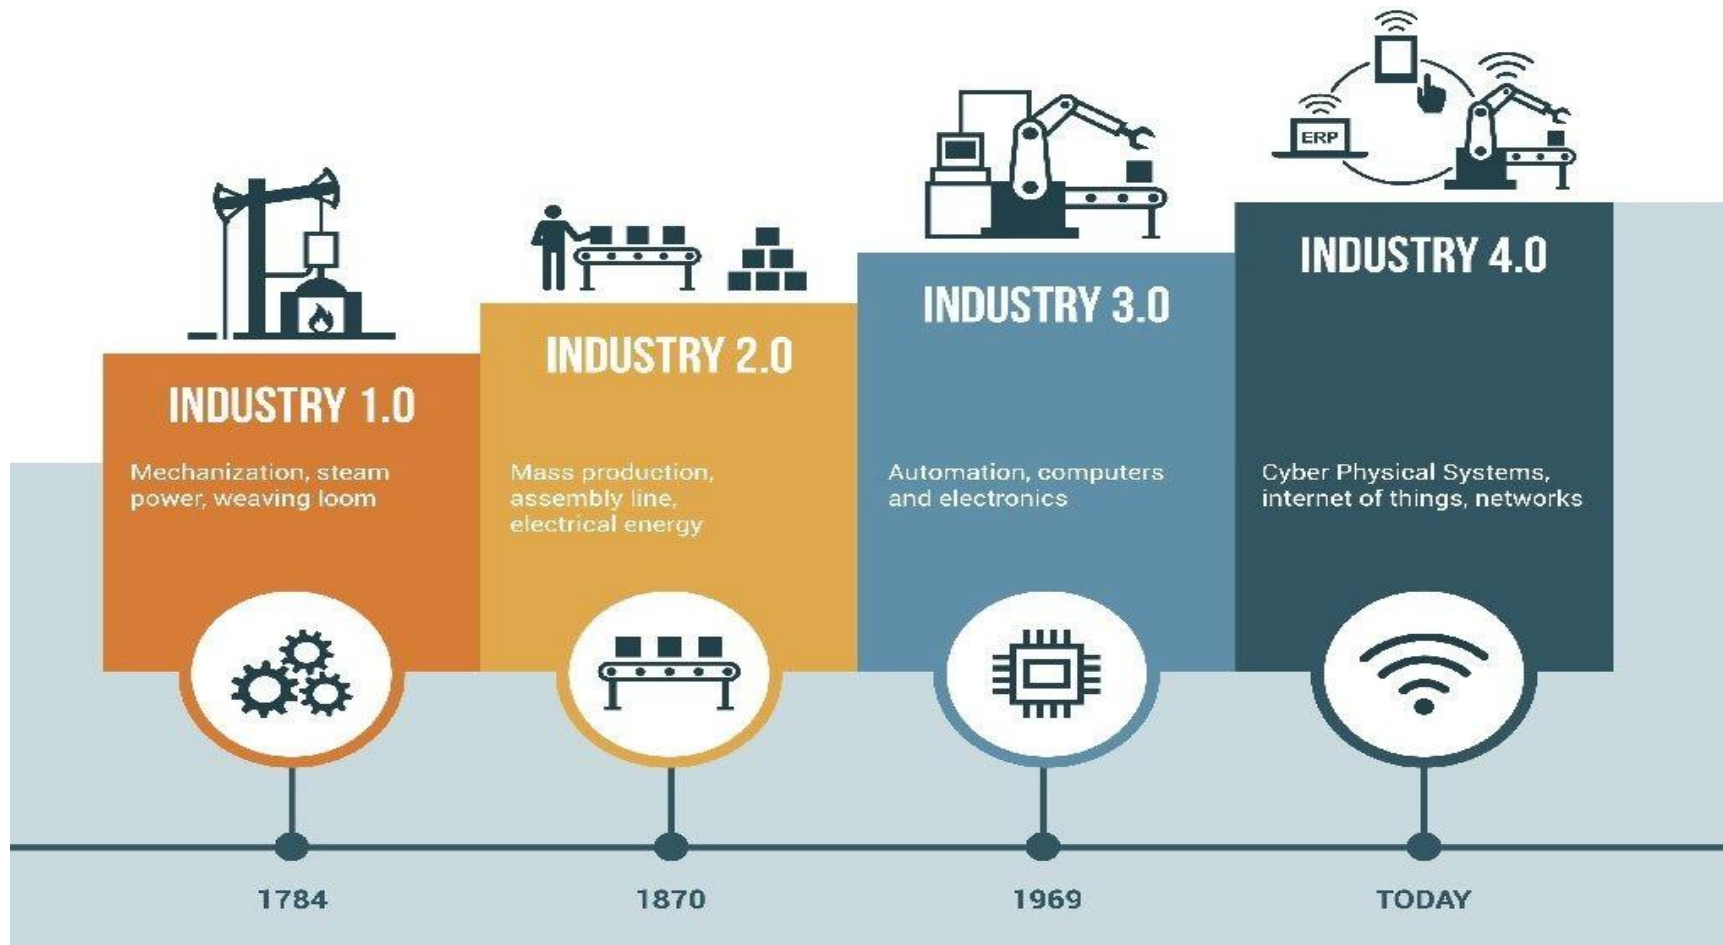 ERP
INDUSTRY 4.0
INDUSTRY 3.0
INDUSTRY 2.0
INDUSTRY 1.0
Mechanization, steam
power, weaving loom
Mass production,
assembly line,
electrical energy
Automation, computers
and electronics
Cyber Physical Systems,
internet of things, networks
1784
1870
1969
TODAY